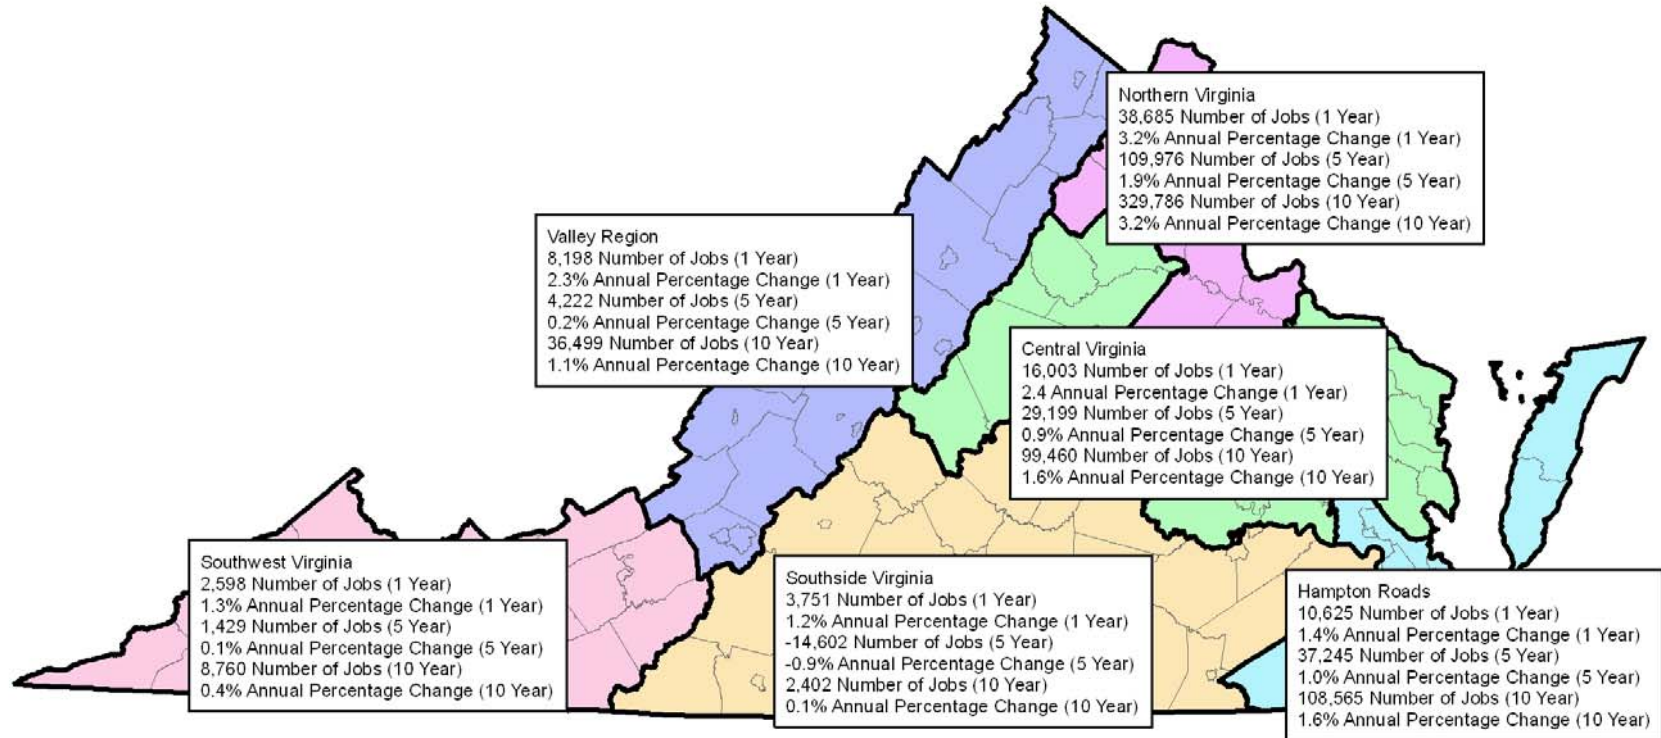 Northern Virginia
38,685 Number of Jobs (1 Year)
3.2% Annual Percentage Change (1 Year)
109,976 Number of Jobs (5 Year)
1.9% Annual Percentage Change (5 Year)
329,786 Number of Jobs (10 Year)
3.2% Annual Percentage Change (10 Year)
Valley Region
8,198 Number of Jobs (1 Year)
2.3% Annual Percentage Change (1 Year)
4,222 Number of Jobs (5 Year)
0.2% Annual Percentage Change (5 Year)
36,499 Number of Jobs (10 Year)
1.1% Annual Percentage Change (10 Year)
Central Virginia
16,003 Number of Jobs (1 Year)
2.4 Annual Percentage Change (1 Year)
29,199 Number of Jobs (5 Year)
0.9% Annual Percentage Change (5 Year)
99,460 Number of Jobs (10 Year)
1.6% Annual Percentage Change (10 Year)
Southwest Virginia
2,598 Number of Jobs (1 Year)
1.3% Annual Percentage Change (1 Year)
1,429 Number of Jobs (5 Year)
0.1% Annual Percentage Change (5 Year)
8,760 Number of Jobs (10 Year)
0.4% Annual Percentage Change (10 Year)
Southside Virginia
3,751 Number of Jobs (1 Year)
1.2% Annual Percentage Change (1 Year)
-14,602 Number of Jobs (5 Year)
-0.9% Annual Percentage Change (5 Year)
2,402 Number of Jobs (10 Year)
0.1% Annual Percentage Change (10 Year)
Hampton Roads
10,625 Number of Jobs (1 Year)
1.4% Annual Percentage Change (1 Year)
37,245 Number of Jobs (5 Year)
1.0% Annual Percentage Change (5 Year)
108,565 Number of Jobs (10 Year)
1.6% Annual Percentage Change (10 Year)